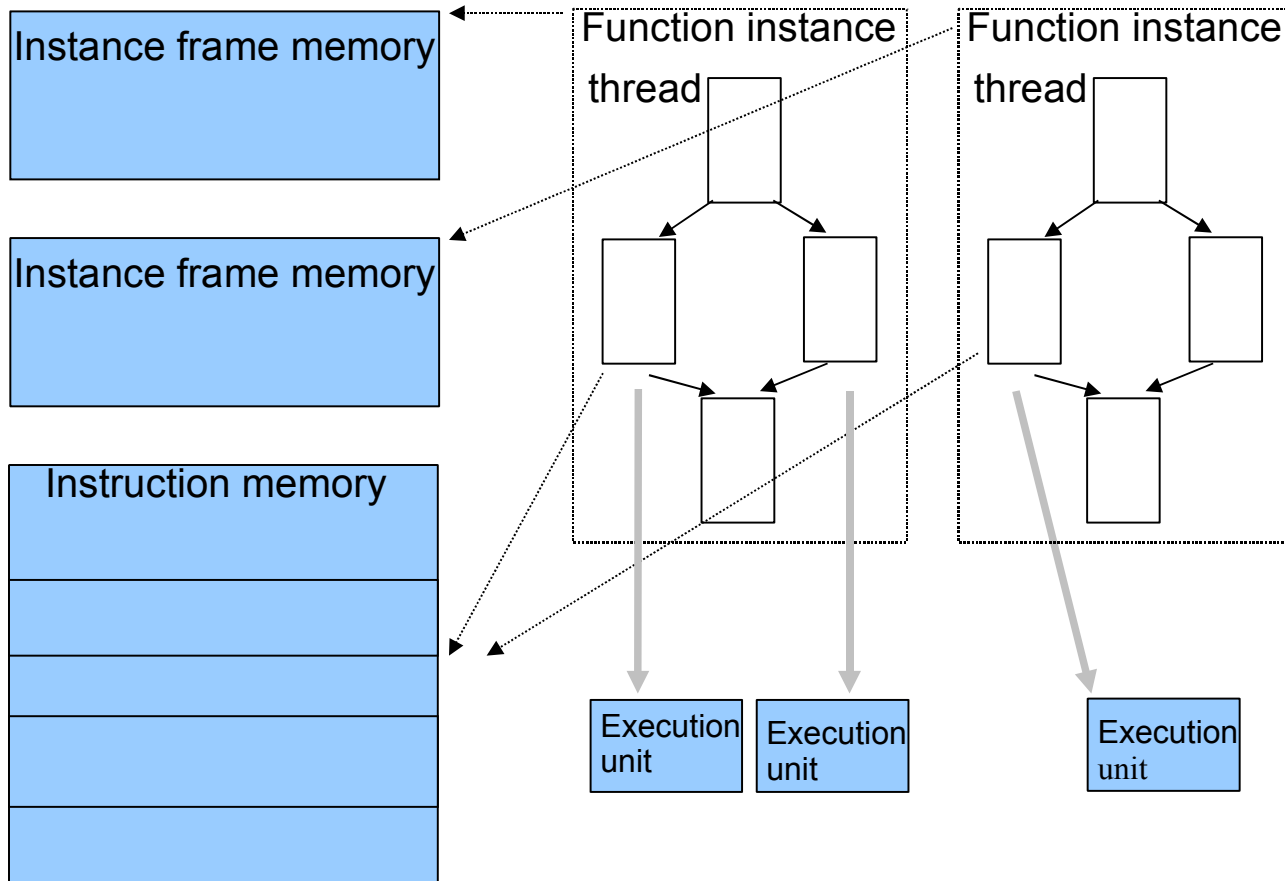 Instance frame memory
Function instance
thread
Function instance
thread
Instance frame memory
Instruction memory
Execution
unit
Execution
unit
Execution
unit